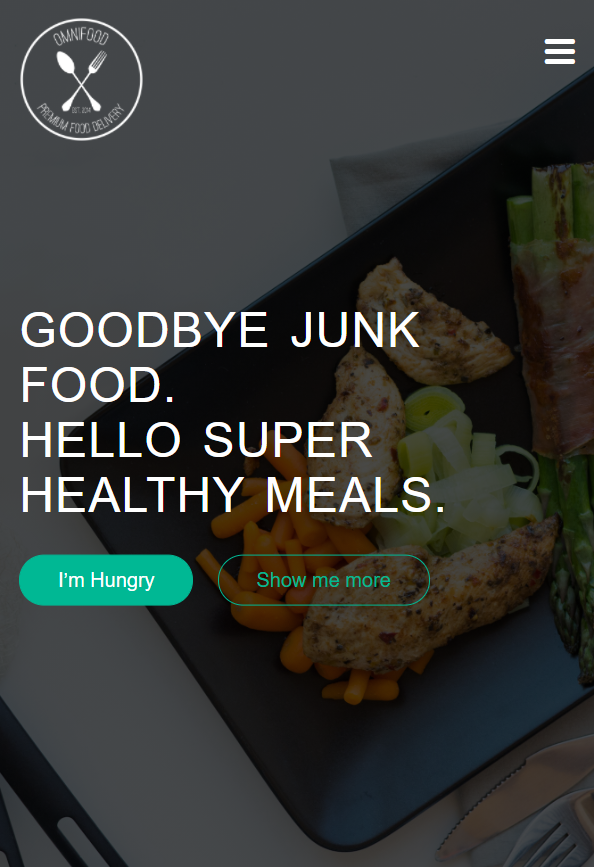 OMNIFOOD
EST. 2014
PREMIUM FOOD DELIVERY
GOODBYE JUNK
FOOD.
HELLO SUPER
HEALTHY MEALS.
I'm Hungry
Show me more